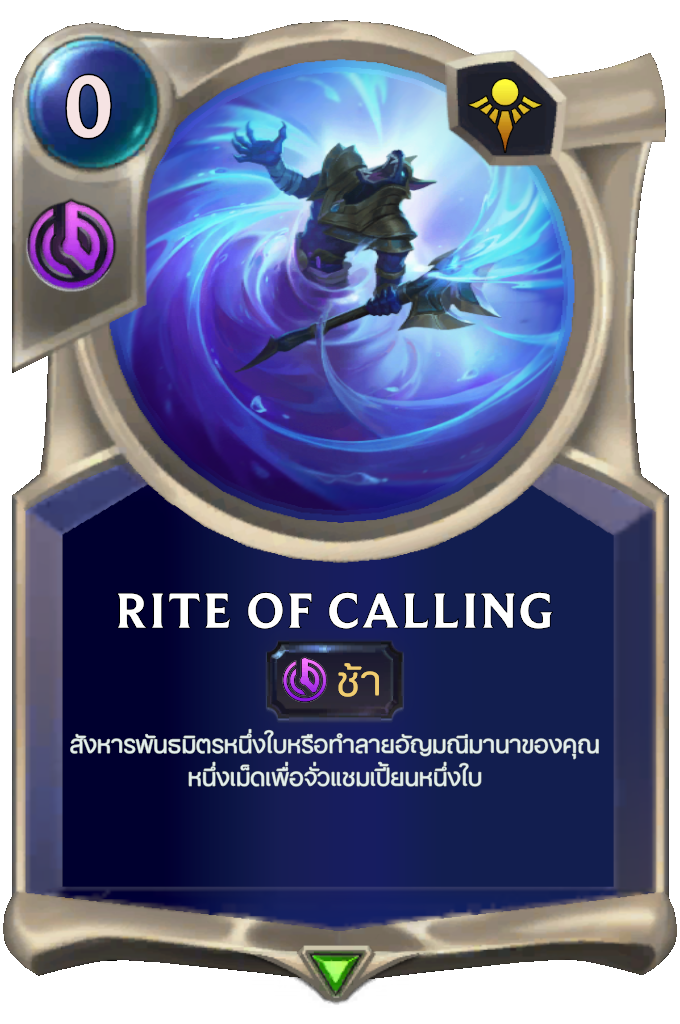 0
RITE OF CALLING
ช้า
สังหารพันธมิตรหนึ่งใบหรือทำลายอัญมณีมานาของคุณ
หนึ่งเม็ดเพื่อจั่วแชมเปี้ยนหนึ่งใบ